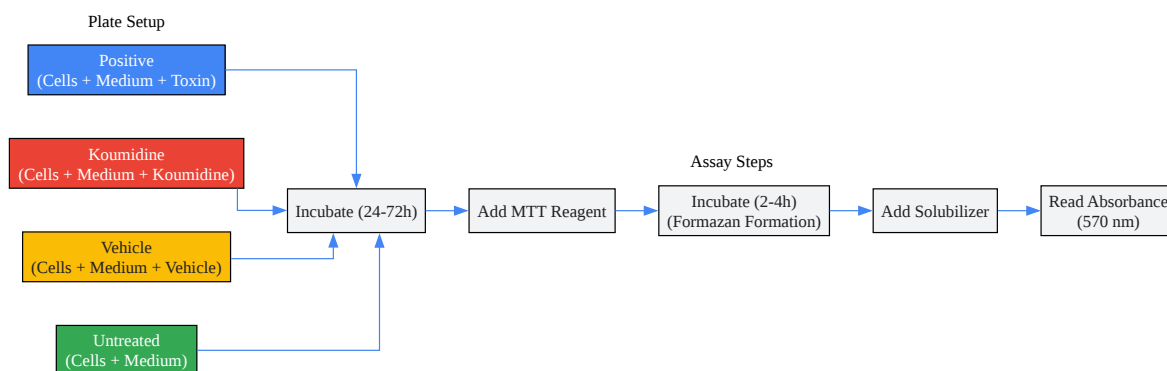 Plate Setup
Positive
(Cells + Medium + Toxin)
Koumidine
(Cells + Medium + Koumidine)
Vehicle
(Cells + Medium + Vehicle)
Untreated
(Cells + Medium)
Assay Steps
Incubate (24-72h)
Add MTT Reagent
Incubate (2-4h)
(Formazan Formation)
Add Solubilizer
Read Absorbance
(570 nm)